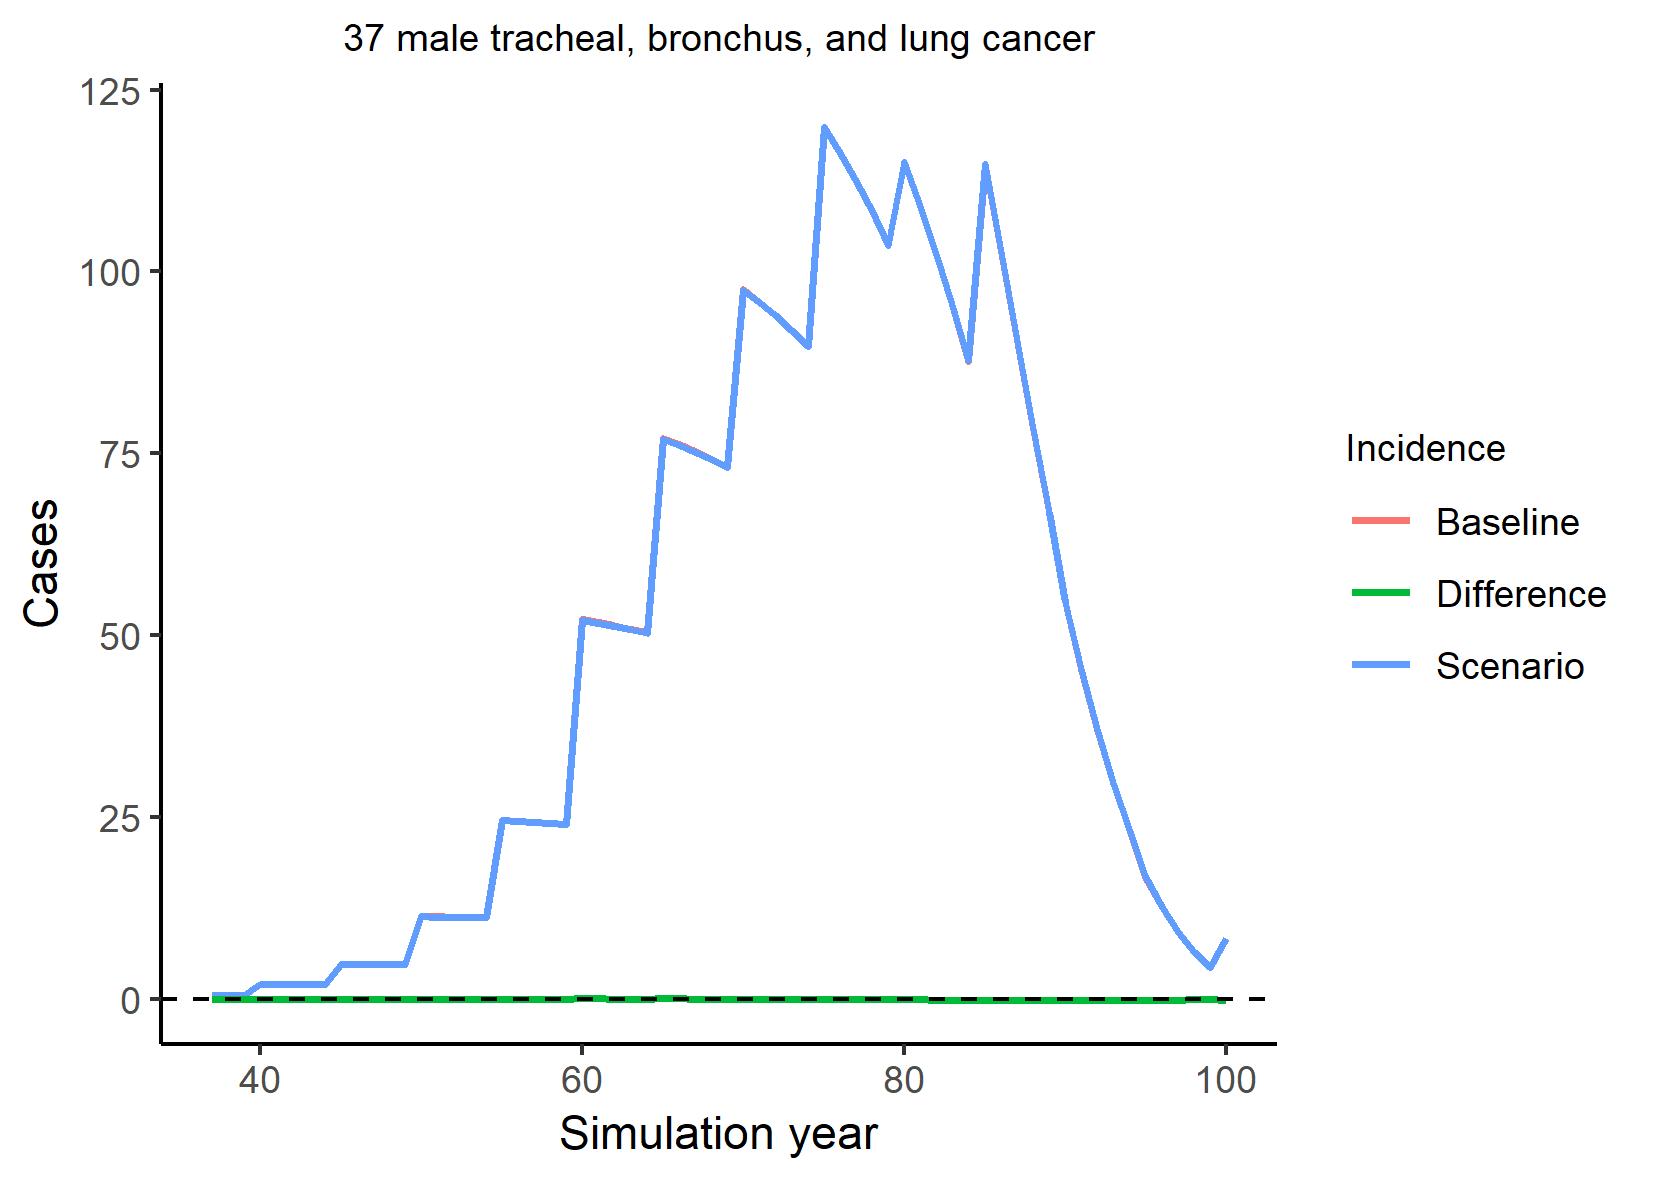 37 male tracheal, bronchus, and lung cancer
125
100
75
50
25
0
Cases
40
60
80
100
Simulation year
Incidence
Baseline
Difference
Scenario